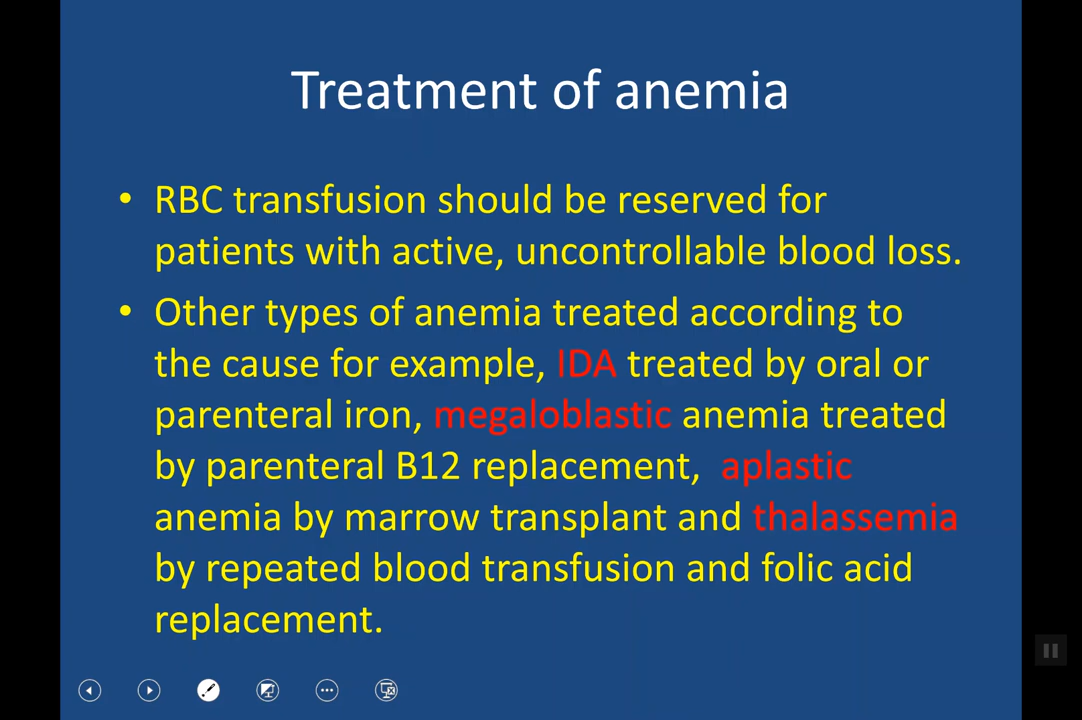 Treatment of anemia
• RBC transfusion should be reserved for
patients with active, uncontrollable blood loss.
• Other types of anemia treated according to
the cause for example, IDA treated by oral or
parenteral iron, megaloblastic anemia treated
by parenteral B12 replacement, aplastic
anemia by marrow transplant and thalassemia
by repeated blood transfusion and folic acid
replacement.